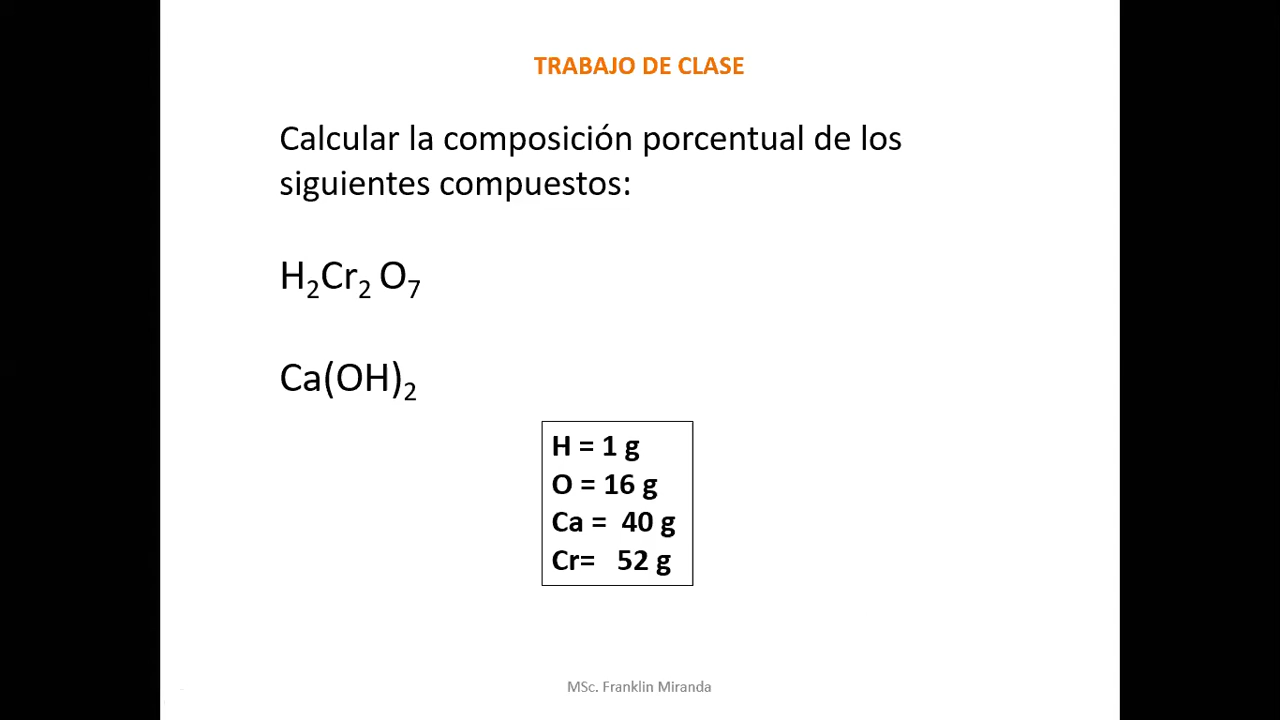 TRABAJO DE CLASE
Calcular la composición porcentual de los
siguientes compuestos:
H₂Cr₂ O₇
Ca(OH)₂
H = 1 g
O = 16 g
Ca = 40 g
Cr= 52 g
MSc. Franklin Miranda